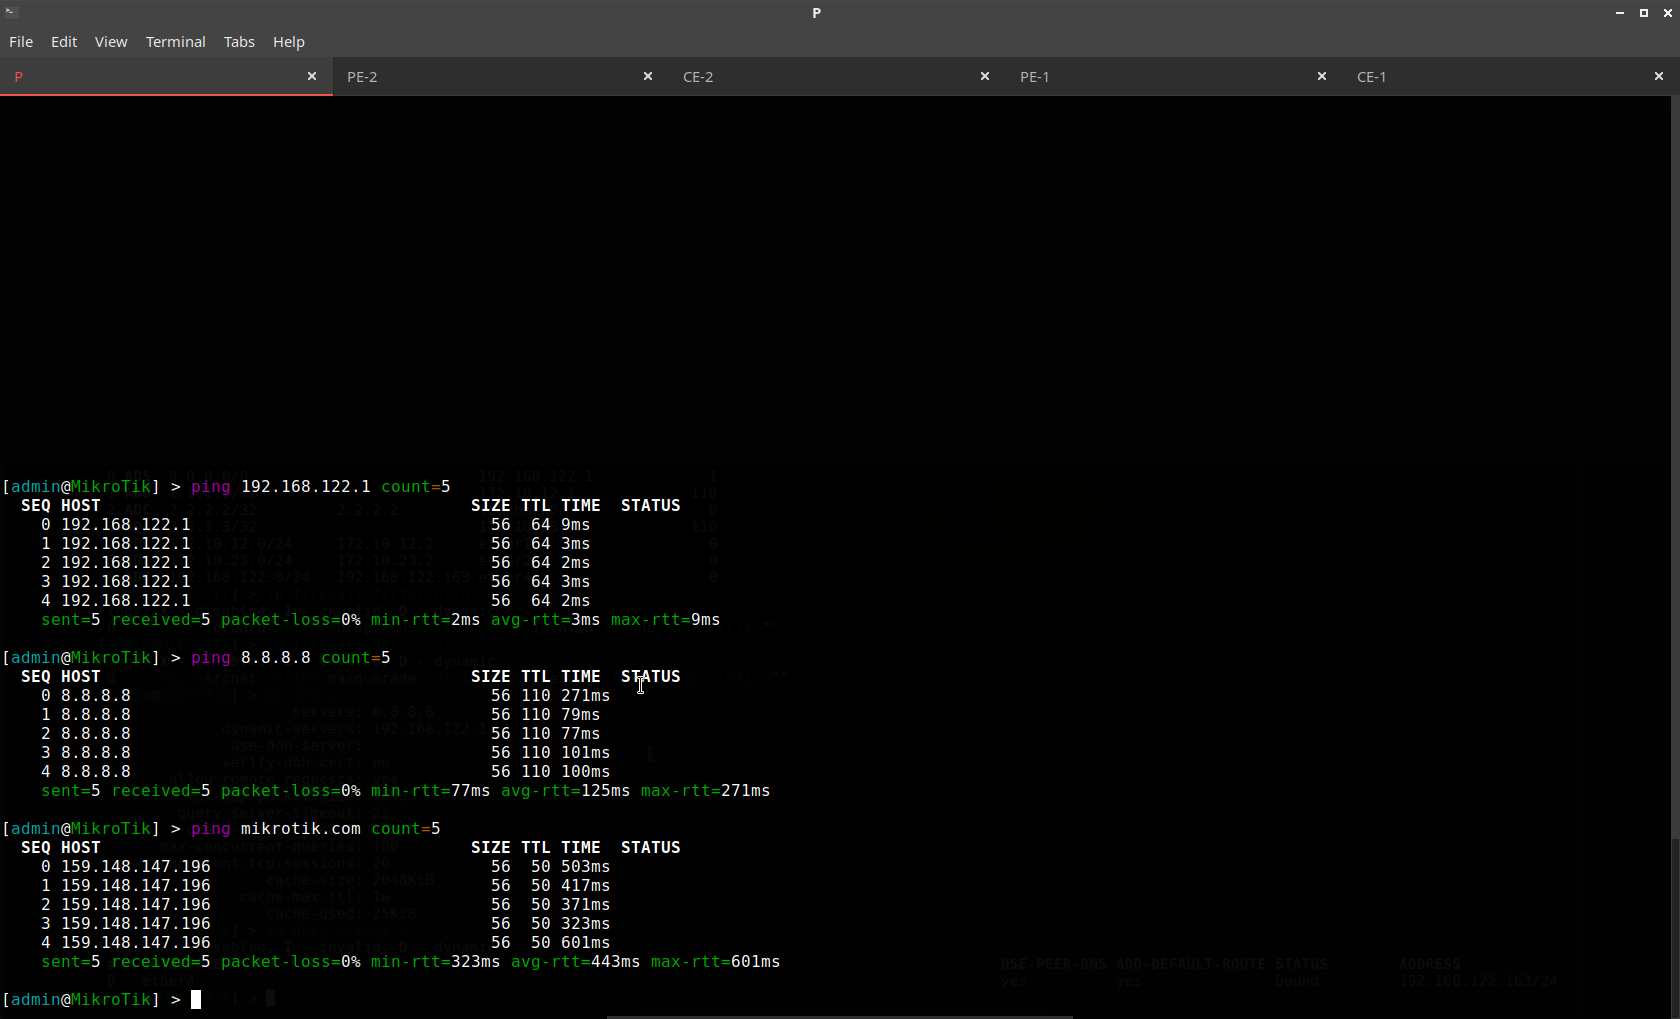 P
File Edit View Terminal Tabs Help
P PE-2 CE-2 PE-1 CE-1
[admin@MikroTik] > ping 192.168.122.1 count=5
SEQ HOST SIZE TTL TIME STATUS
0 192.168.122.1 56 64 9ms
1 192.168.122.1 56 64 3ms
2 192.168.122.1 56 64 2ms
3 192.168.122.1 56 64 3ms
4 192.168.122.1 56 64 2ms
sent=5 received=5 packet-loss=0% min-rtt=2ms avg-rtt=3ms max-rtt=9ms
[admin@MikroTik] > ping 8.8.8.8 count=5
SEQ HOST SIZE TTL TIME STATUS
0 8.8.8.8 56 110 271ms
1 8.8.8.8 56 110 79ms
2 8.8.8.8 56 110 77ms
3 8.8.8.8 56 110 101ms
4 8.8.8.8 56 110 100ms
sent=5 received=5 packet-loss=0% min-rtt=77ms avg-rtt=125ms max-rtt=271ms
[admin@MikroTik] > ping mikrotik.com count=5
SEQ HOST SIZE TTL TIME STATUS
0 159.148.147.196 56 50 503ms
1 159.148.147.196 56 50 417ms
2 159.148.147.196 56 50 371ms
3 159.148.147.196 56 50 323ms
4 159.148.147.196 56 50 601ms
sent=5 received=5 packet-loss=0% min-rtt=323ms avg-rtt=443ms max-rtt=601ms
USE-PEER-DNS ADD-DEFAULT-ROUTE STATUS ADDRESS
yes yes bound 192.168.122.163/24
[admin@MikroTik] >